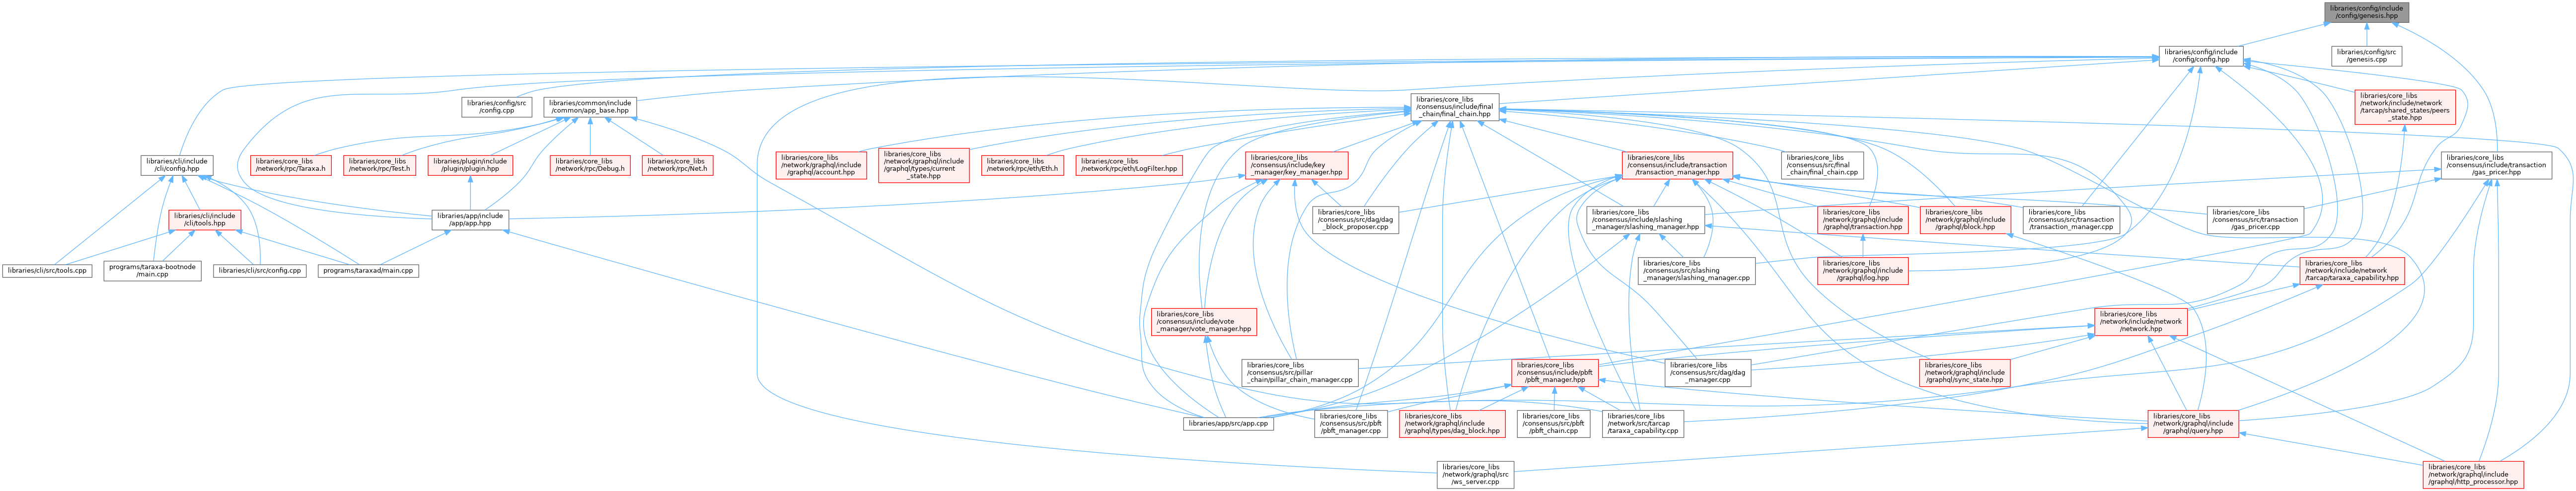 libraries/config/include
/config/genesis.hpp
libraries/config/include
/config/config.hpp
libraries/config/src
/genesis.cpp
libraries/config/src
/config.cpp
libraries/common/include
/common/app_base.hpp
libraries/core_libs
/consensus/include/final
_chain/final_chain.hpp
libraries/core_libs
/network/include/network
/tarcap/shared_states/peers
_state.hpp
libraries/cli/include
/cli/config.hpp
libraries/core_libs
/network/rpc/Taraxa.h
libraries/core_libs
/network/rpc/Test.h
libraries/plugin/include
/plugin/plugin.hpp
libraries/core_libs
/network/rpc/Debug.h
libraries/core_libs
/network/rpc/Net.h
libraries/core_libs
/network/graphql/include
/graphql/account.hpp
libraries/core_libs
/network/graphql/include
/graphql/types/current
_state.hpp
libraries/core_libs
/network/rpc/eth/Eth.h
libraries/core_libs
/network/rpc/eth/LogFilter.hpp
libraries/core_libs
/consensus/include/key
_manager/key_manager.hpp
libraries/core_libs
/consensus/include/transaction
/transaction_manager.hpp
libraries/core_libs
/consensus/src/final
_chain/final_chain.cpp
libraries/core_libs
/consensus/include/transaction
/gas_pricer.hpp
libraries/cli/include
/cli/tools.hpp
libraries/app/include
/app/app.hpp
libraries/core_libs
/consensus/src/dag/dag
_block_proposer.cpp
libraries/core_libs
/consensus/include/slashing
_manager/slashing_manager.hpp
libraries/core_libs
/network/graphql/include
/graphql/transaction.hpp
libraries/core_libs
/network/graphql/include
/graphql/block.hpp
libraries/core_libs
/consensus/src/transaction
/transaction_manager.cpp
libraries/core_libs
/consensus/src/transaction
/gas_pricer.cpp
libraries/cli/src/tools.cpp
programs/taraxa-bootnode
/main.cpp
libraries/cli/src/config.cpp
programs/taraxad/main.cpp
libraries/core_libs
/consensus/src/slashing
_manager/slashing_manager.cpp
libraries/core_libs
/network/graphql/include
/graphql/log.hpp
libraries/core_libs
/network/include/network
/tarcap/taraxa_capability.hpp
libraries/core_libs
/consensus/include/vote
_manager/vote_manager.hpp
libraries/core_libs
/network/include/network
/network.hpp
libraries/core_libs
/consensus/src/pillar
_chain/pillar_chain_manager.cpp
libraries/core_libs
/consensus/include/pbft
/pbft_manager.hpp
libraries/core_libs
/consensus/src/dag/dag
_manager.cpp
libraries/core_libs
/network/graphql/include
/graphql/sync_state.hpp
libraries/app/src/app.cpp
libraries/core_libs
/consensus/src/pbft
/pbft_manager.cpp
libraries/core_libs
/network/graphql/include
/graphql/types/dag_block.hpp
libraries/core_libs
/consensus/src/pbft
/pbft_chain.cpp
libraries/core_libs
/network/src/tarcap
/taraxa_capability.cpp
libraries/core_libs
/network/graphql/include
/graphql/query.hpp
libraries/core_libs
/network/graphql/src
/ws_server.cpp
libraries/core_libs
/network/graphql/include
/graphql/http_processor.hpp